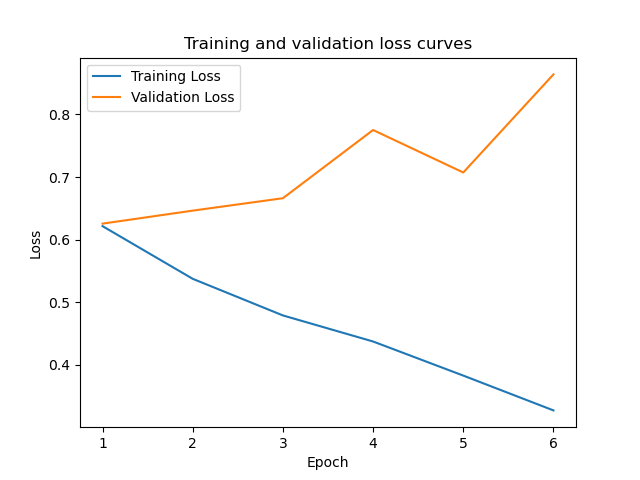 Training and validation loss curves
Training Loss
Validation Loss
0.8
0.7
0.6
0.5
0.4
Loss
1 2 3 4 5 6
Epoch